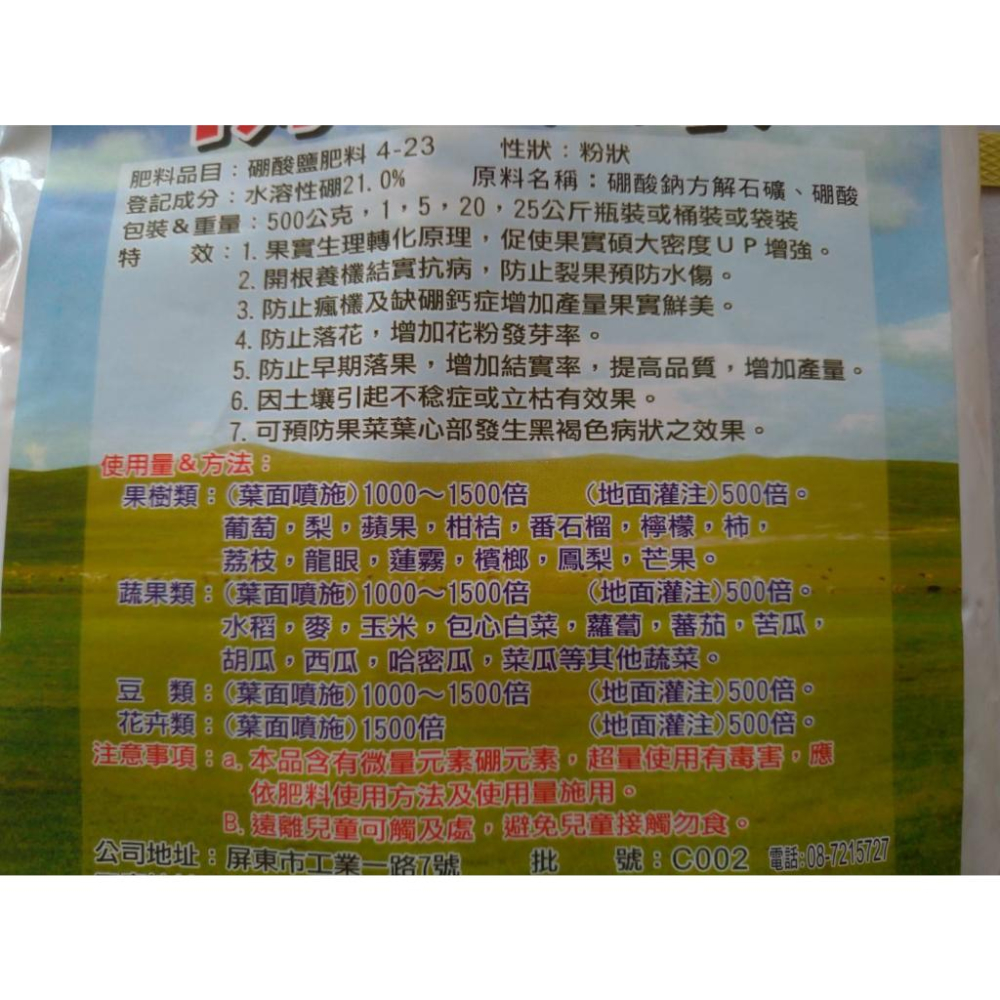 肥料品目：硼酸鹽肥料 4-23　性狀：粉狀
登記成分：水溶性硼21.0%　原料名稱：硼酸鈉方解石礦、硼酸
包裝&重量：500公克，1，5，20，25公斤瓶裝或桶裝或袋裝
特　效：1. 果實生理轉化原理，促使果實碩大密度UP增強。
2. 開根養欉結實抗病，防止裂果預防水傷。
3. 防止瘋欉及缺硼鈣症增加產量果實鮮美。
4. 防止落花，增加花粉發芽率。
5. 防止早期落果，增加結實率，提高品質，增加產量。
6. 因土壤引起不稔症或立枯有效果。
7. 可預防果菜葉心部發生黑褐色病狀之效果。
使用量&方法：
果樹類：(葉面噴施)1000～1500倍　(地面灌注)500倍。
葡萄，梨，蘋果，柑桔，番石榴，檸檬，柿，
荔枝，龍眼，蓮霧，檳榔，鳳梨，芒果。
蔬果類：(葉面噴施)1000～1500倍　(地面灌注)500倍。
水稻，麥，玉米，包心白菜，蘿蔔，蕃茄，苦瓜，
胡瓜，西瓜，哈密瓜，菜瓜等其他蔬菜。
豆　類：(葉面噴施)1000～1500倍　(地面灌注)500倍。
花卉類：(葉面噴施)1500倍　(地面灌注)500倍。
注意事項：a. 本品含有微量元素硼元素，超量使用有毒害，應
依肥料使用方法及使用量施用。
B. 遠離兒童可觸及處，避免兒童接觸勿食。
公司地址：屏東市工業一路7號　批　號：C002　電話:08-7215727